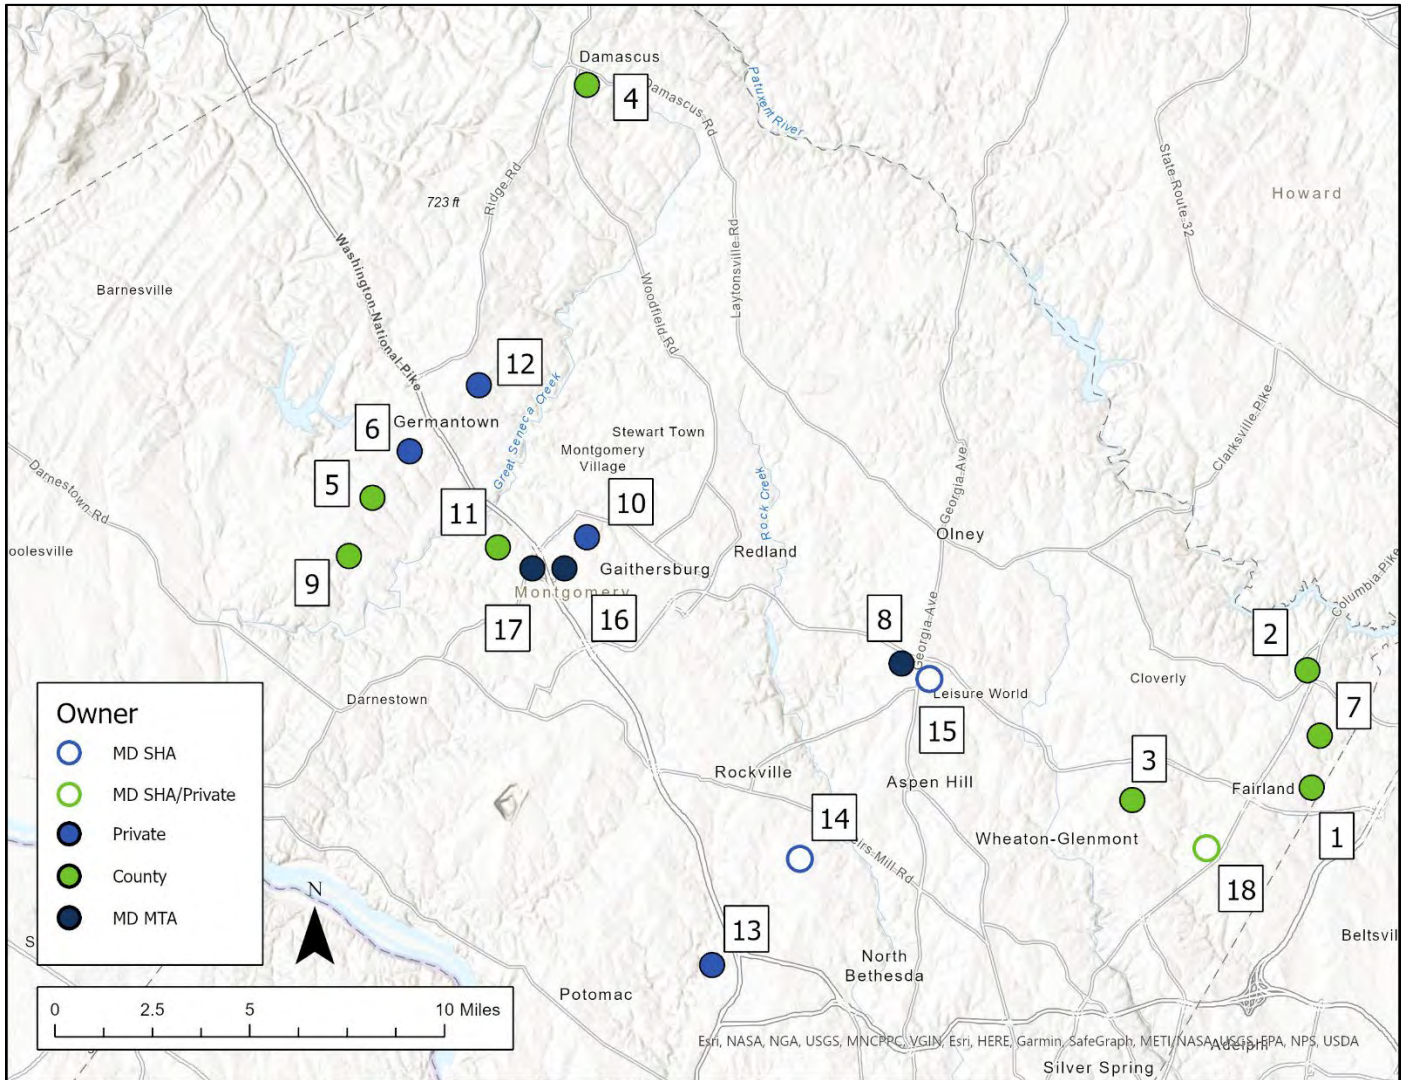 Damascus
4
Damascus Rd
Patuxent River
State Route 32
Howard
723 ft
Ridge Rd
Washington National Pike
Laytonsville Rd
Woodfield Rd
Barnesville
12
Great Seneca Creek
6
Germantown
Stewart Town
Montgomery
Village
Georgia Ave
Clarksville Pike
Darnestown Rd
5
11
10
Rock Creek
Olney
oolesville
9
Redland
Gaithersburg
Montgomery
Columbia Pike
17
16
8
Georgia Ave
2
Darnestown
Leisure World
Cloverly
7
15
3
Rockville
Aspen Hill
Fairland
14
Wheaton-Glenmont
1
eirs Mill Rd
18
13
North
Bethesda
Beltsvil
Potomac
Owner
MD SHA
MD SHA/Private
Private
County
MD MTA
S
N
0 2.5 5 10 Miles
Esri, NASA, NGA, USGS, MNCPPC, VGIN, Esri, HERE, Garmin, SafeGraph, METI/NASA, USGS, EPA, NPS, USDA
Adelphi
Silver Spring